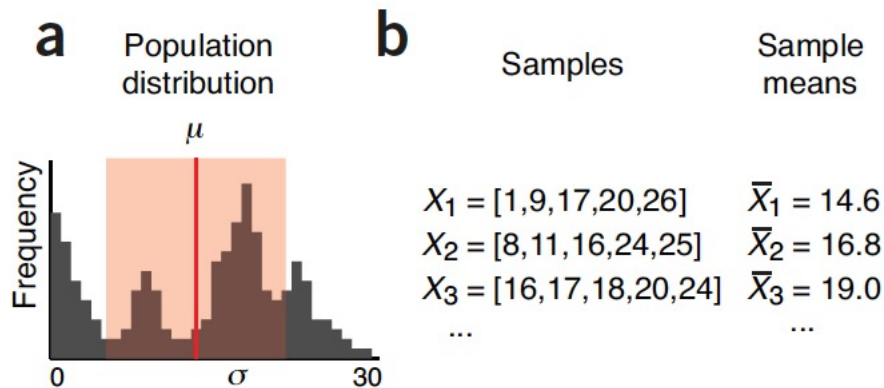 a
Population
distribution
μ
Frequency
0
σ
30
b
Samples
Sample
means
X₁ = [1,9,17,20,26]
X̅₁ = 14.6
X₂ = [8,11,16,24,25]
X̅₂ = 16.8
X₃ = [16,17,18,20,24]
X̅₃ = 19.0
...
...